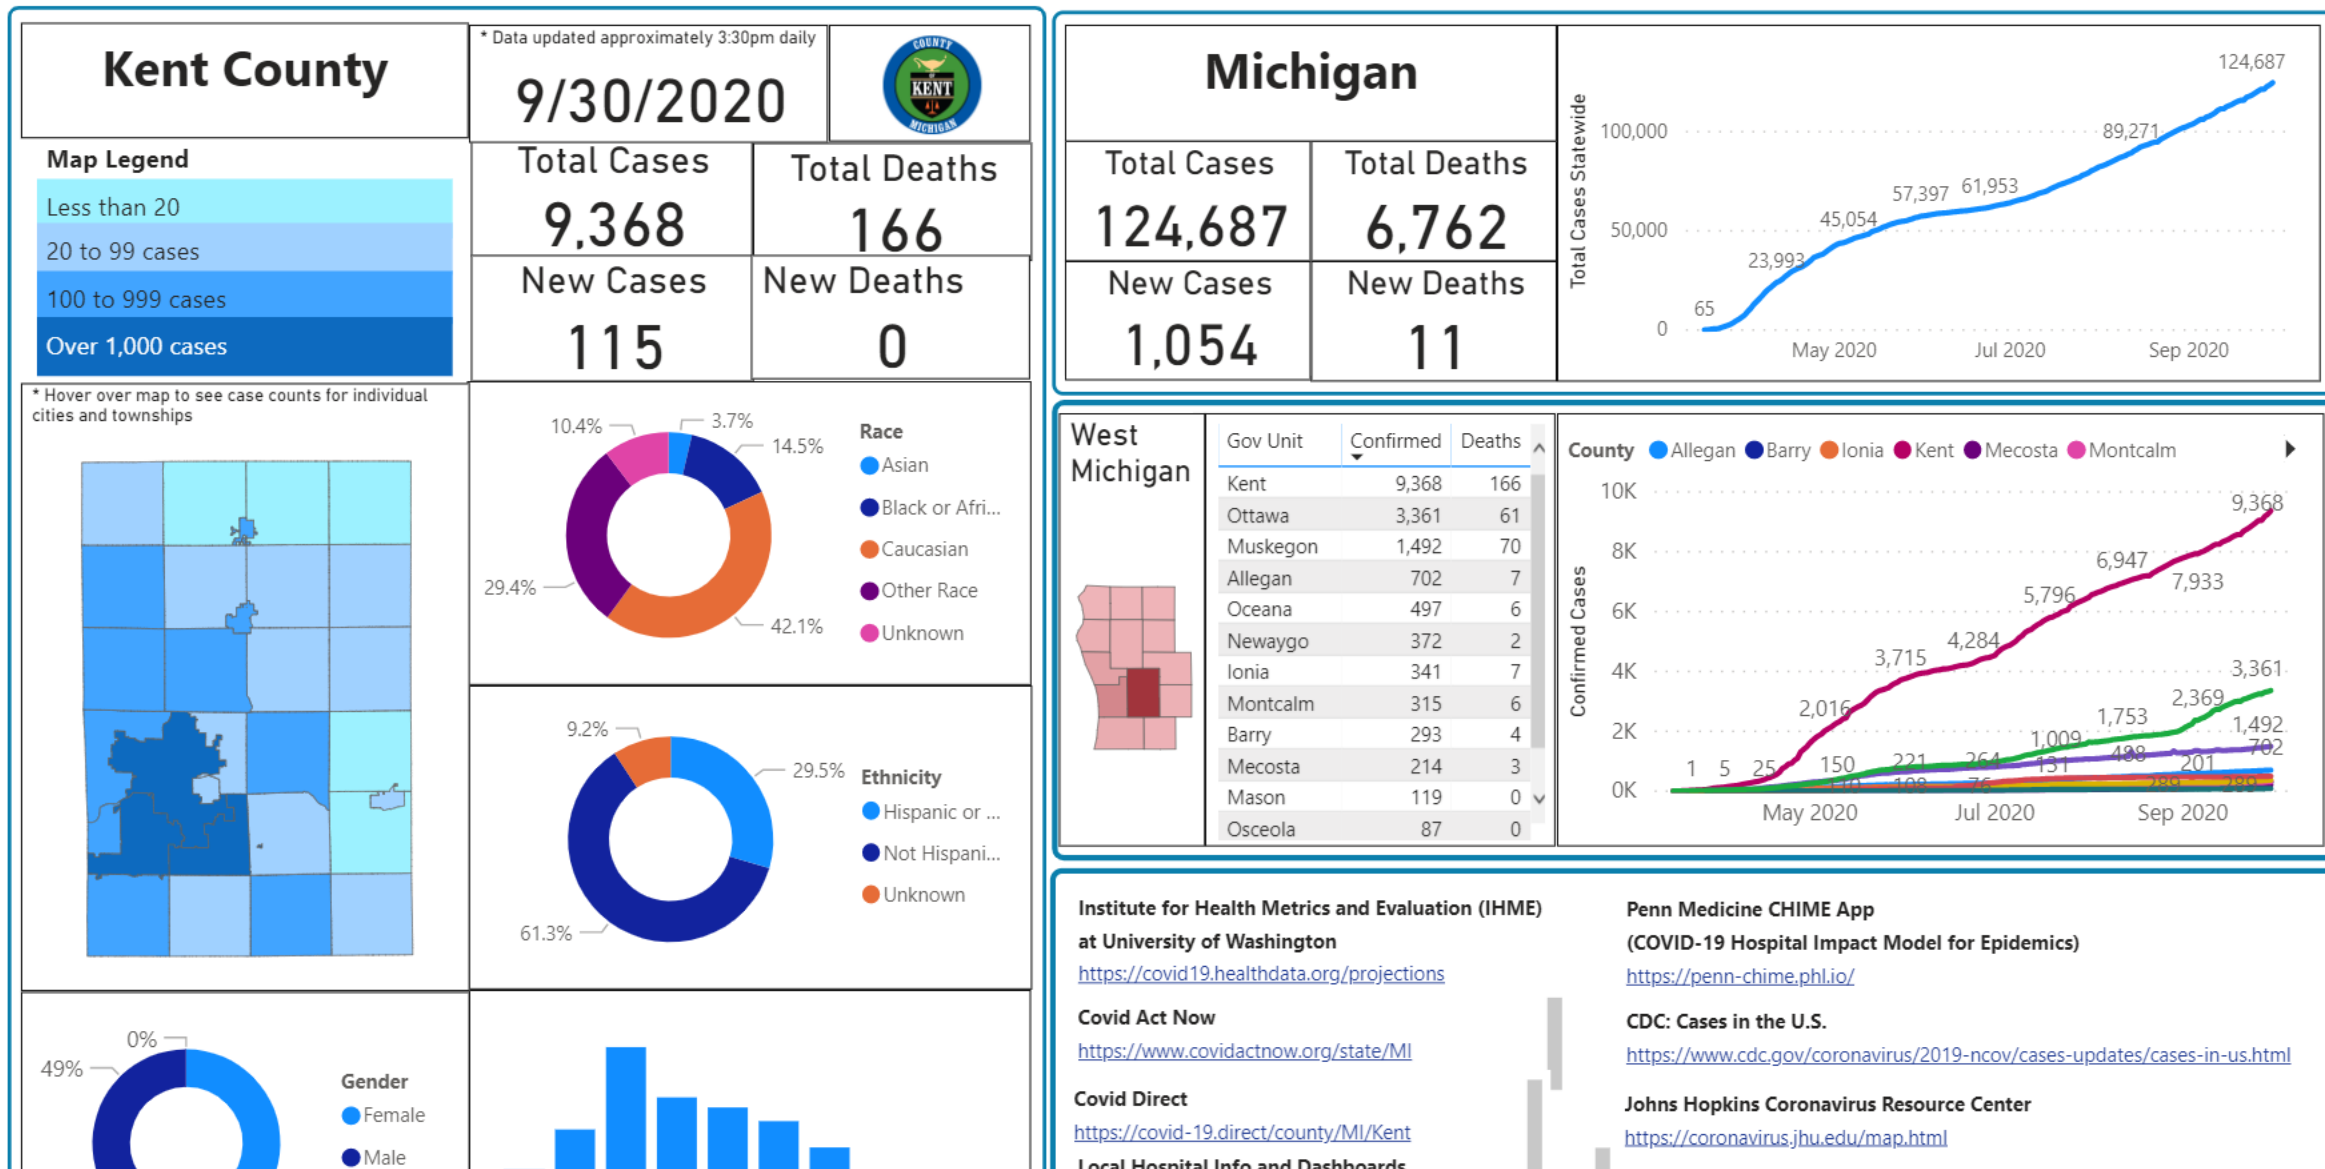 Kent County
* Data updated approximately 3:30pm daily
9/30/2020
COUNTY
OF
KENT
MICHIGAN
Map Legend
Less than 20
20 to 99 cases
100 to 999 cases
Over 1,000 cases
Total Cases
9,368
Total Deaths
166
New Cases
115
New Deaths
0
* Hover over map to see case counts for individual
cities and townships
10.4%
3.7%
14.5%
29.4%
42.1%
Race
Asian
Black or Afri...
Caucasian
Other Race
Unknown
9.2%
29.5%
61.3%
Ethnicity
Hispanic or ...
Not Hispani...
Unknown
0%
49%
Gender
Female
Male
Michigan
Total Cases
124,687
Total Deaths
6,762
New Cases
1,054
New Deaths
11
Total Cases Statewide
100,000
50,000
0
65
23,993
45,054
57,397
61,953
89,271
124,687
May 2020
Jul 2020
Sep 2020
West
Michigan
Gov Unit Confirmed Deaths
Kent 9,368 166
Ottawa 3,361 61
Muskegon 1,492 70
Allegan 702 7
Oceana 497 6
Newaygo 372 2
Ionia 341 7
Montcalm 315 6
Barry 293 4
Mecosta 214 3
Mason 119 0
Osceola 87 0
County Allegan Barry Ionia Kent Mecosta Montcalm
Confirmed Cases
10K
8K
6K
4K
2K
0K
9,368
6,947
7,933
5,796
4,284
3,715
2,016
3,361
2,369
1,753
1,492
1,009
702
1
5
25
150
221
264
131
488
201
110
108
76
289
289
May 2020
Jul 2020
Sep 2020
Institute for Health Metrics and Evaluation (IHME)
at University of Washington
https://covid19.healthdata.org/projections
Covid Act Now
https://www.covidactnow.org/state/MI
Covid Direct
https://covid-19.direct/county/MI/Kent
Local Hospital Info and Dashboards
Penn Medicine CHIME App
(COVID-19 Hospital Impact Model for Epidemics)
https://penn-chime.phl.io/
CDC: Cases in the U.S.
https://www.cdc.gov/coronavirus/2019-ncov/cases-updates/cases-in-us.html
Johns Hopkins Coronavirus Resource Center
https://coronavirus.jhu.edu/map.html